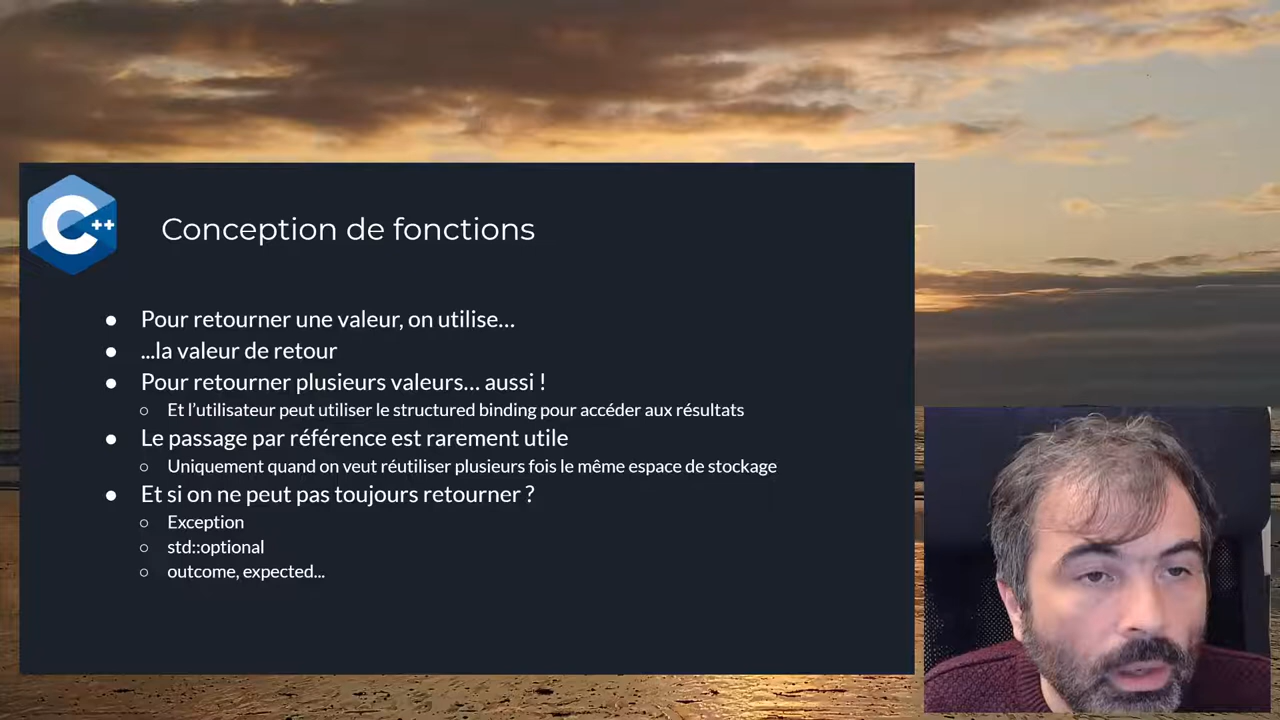 C++
Conception de fonctions
● Pour retourner une valeur, on utilise…
● ...la valeur de retour
● Pour retourner plusieurs valeurs… aussi !
○ Et l’utilisateur peut utiliser le structured binding pour accéder aux résultats
● Le passage par référence est rarement utile
○ Uniquement quand on veut réutiliser plusieurs fois le même espace de stockage
● Et si on ne peut pas toujours retourner ?
○ Exception
○ std::optional
○ outcome, expected...